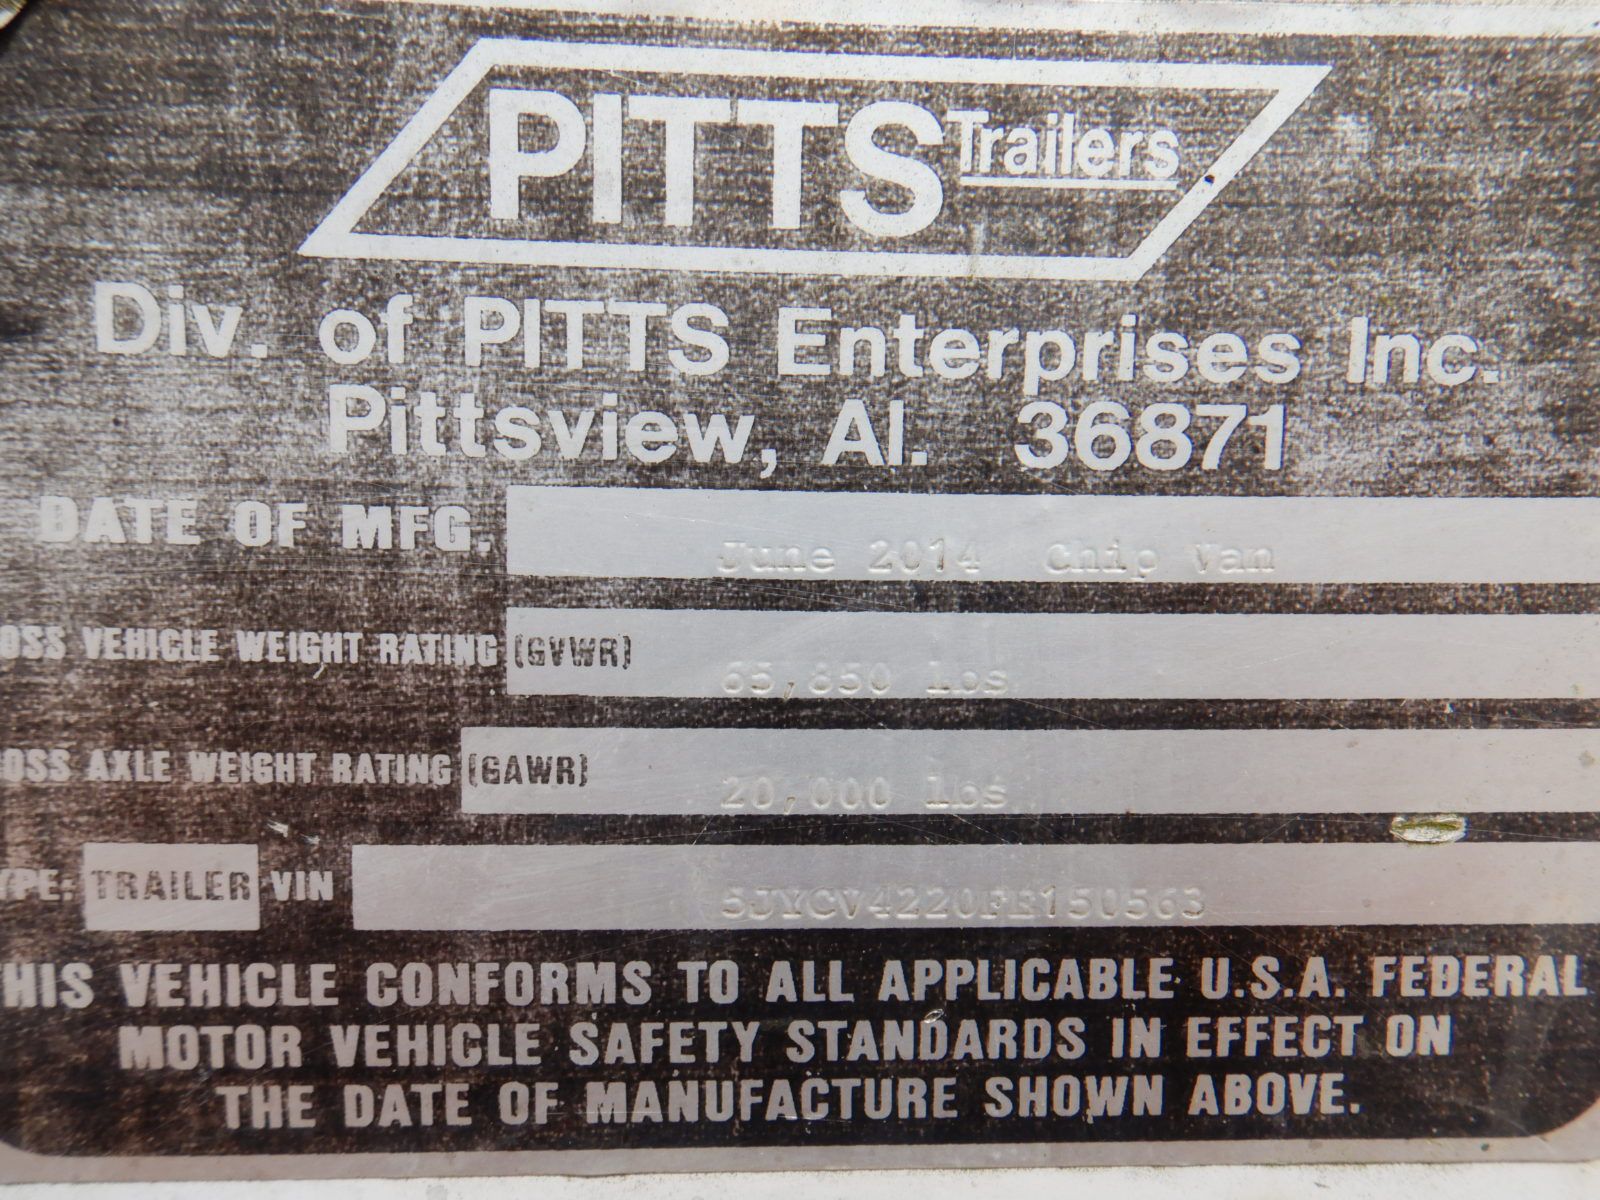 PITTS Trailers
Div. of PITTS Enterprises Inc.
Pittsview, Al. 36871
DATE OF MFG. June 2014 Chip Van
OSS VEHICLE WEIGHT RATING (GVWR) 65,850 lbs
OSS AXLE WEIGHT RATING (GAWR) 20,000 lbs
YPE: TRAILER VIN 5JYCV4220FE150563
HIS VEHICLE CONFORMS TO ALL APPLICABLE U.S.A. FEDERAL
MOTOR VEHICLE SAFETY STANDARDS IN EFFECT ON
THE DATE OF MANUFACTURE SHOWN ABOVE.